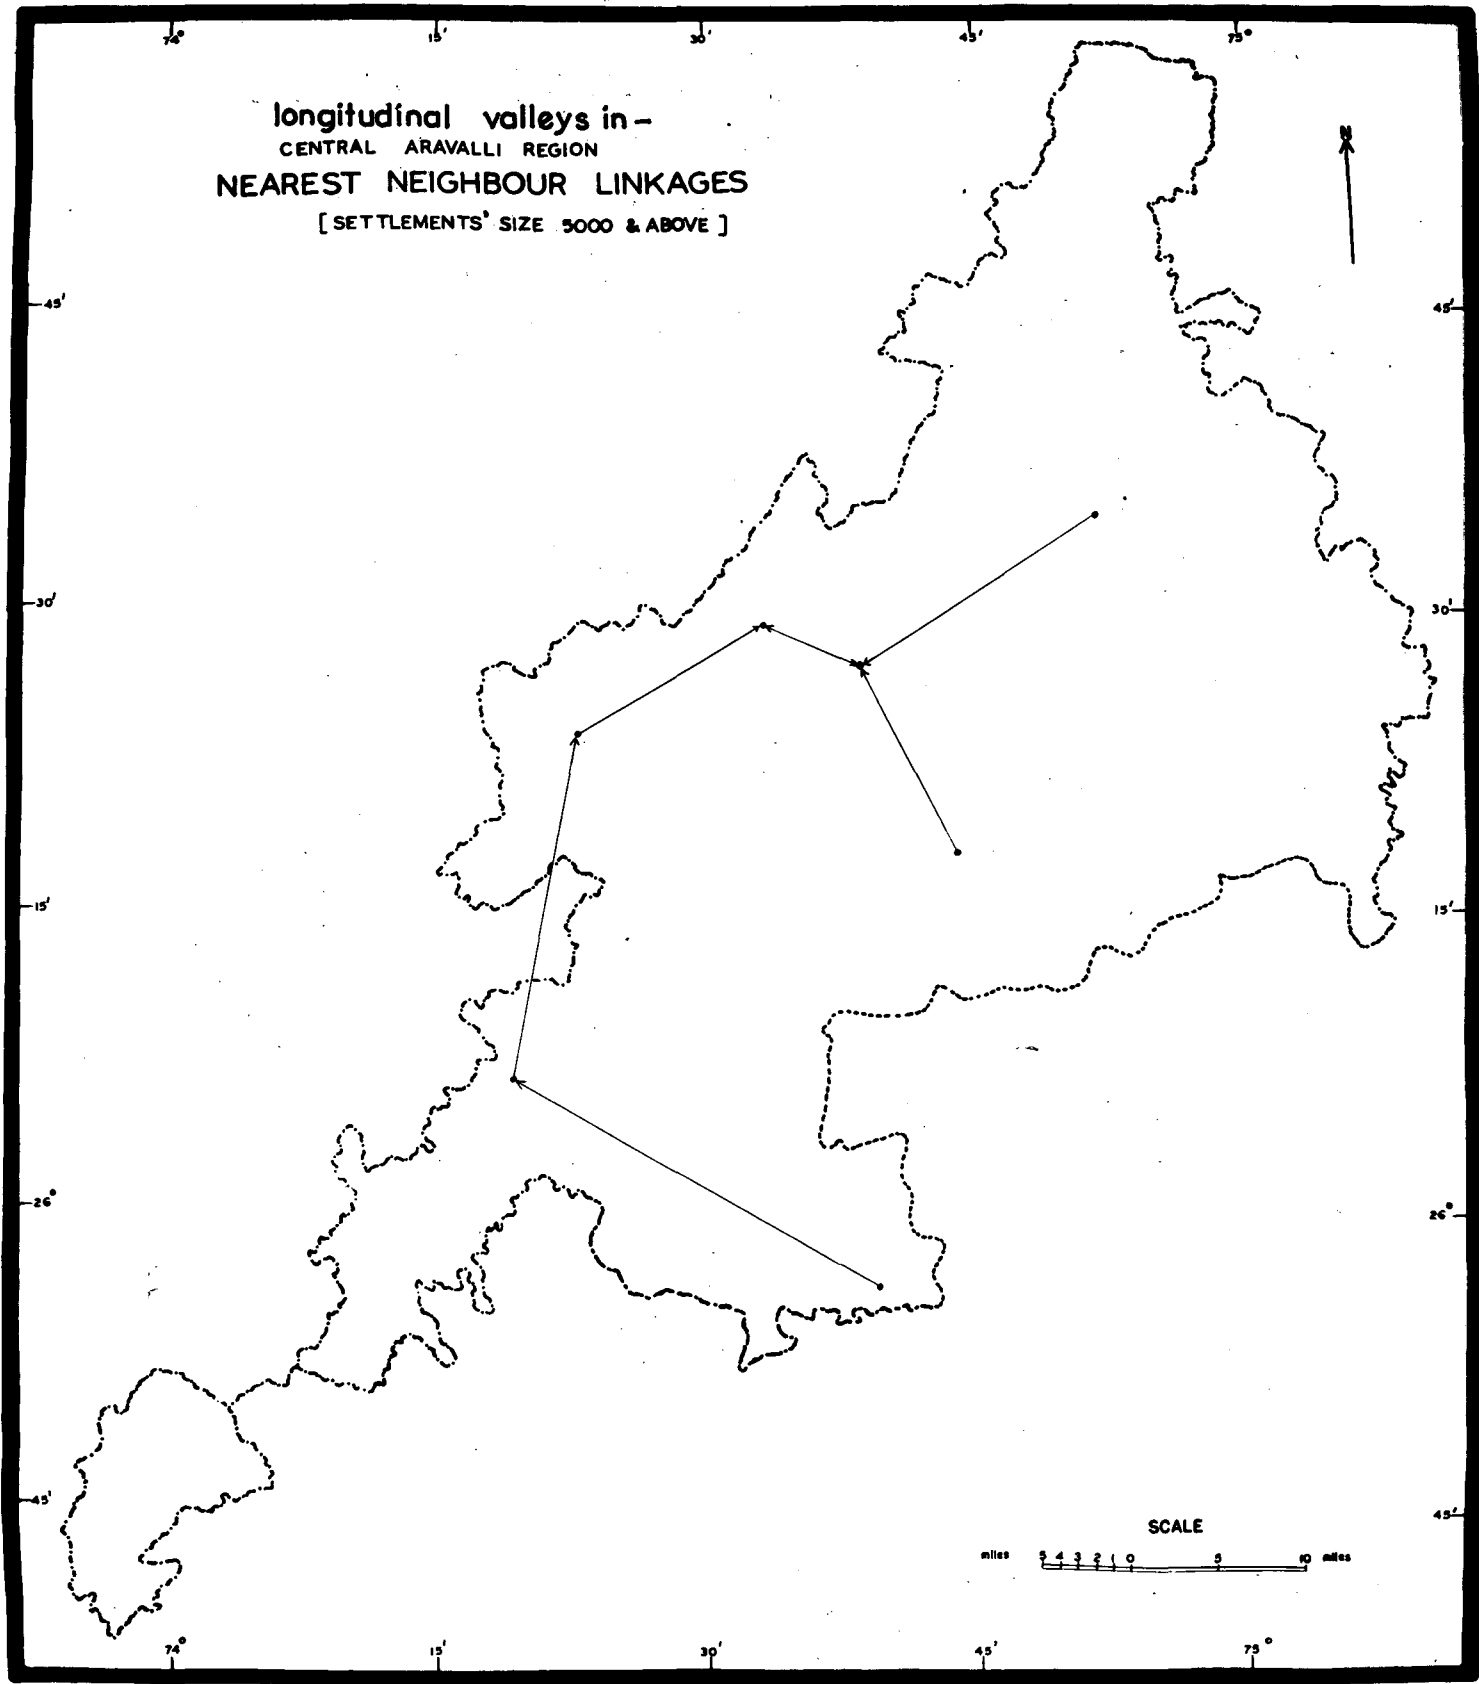 74° 15' 30' 45' 75°
longitudinal valleys in-
CENTRAL ARAVALLI REGION
NEAREST NEIGHBOUR LINKAGES
[SETTLEMENTS' SIZE 5000 & ABOVE]
N
45' 45'
30' 30'
15' 15'
26° 26°
45' 45'
SCALE
miles 5 4 3 2 1 0 5 10 miles
74° 15' 30' 45' 75°